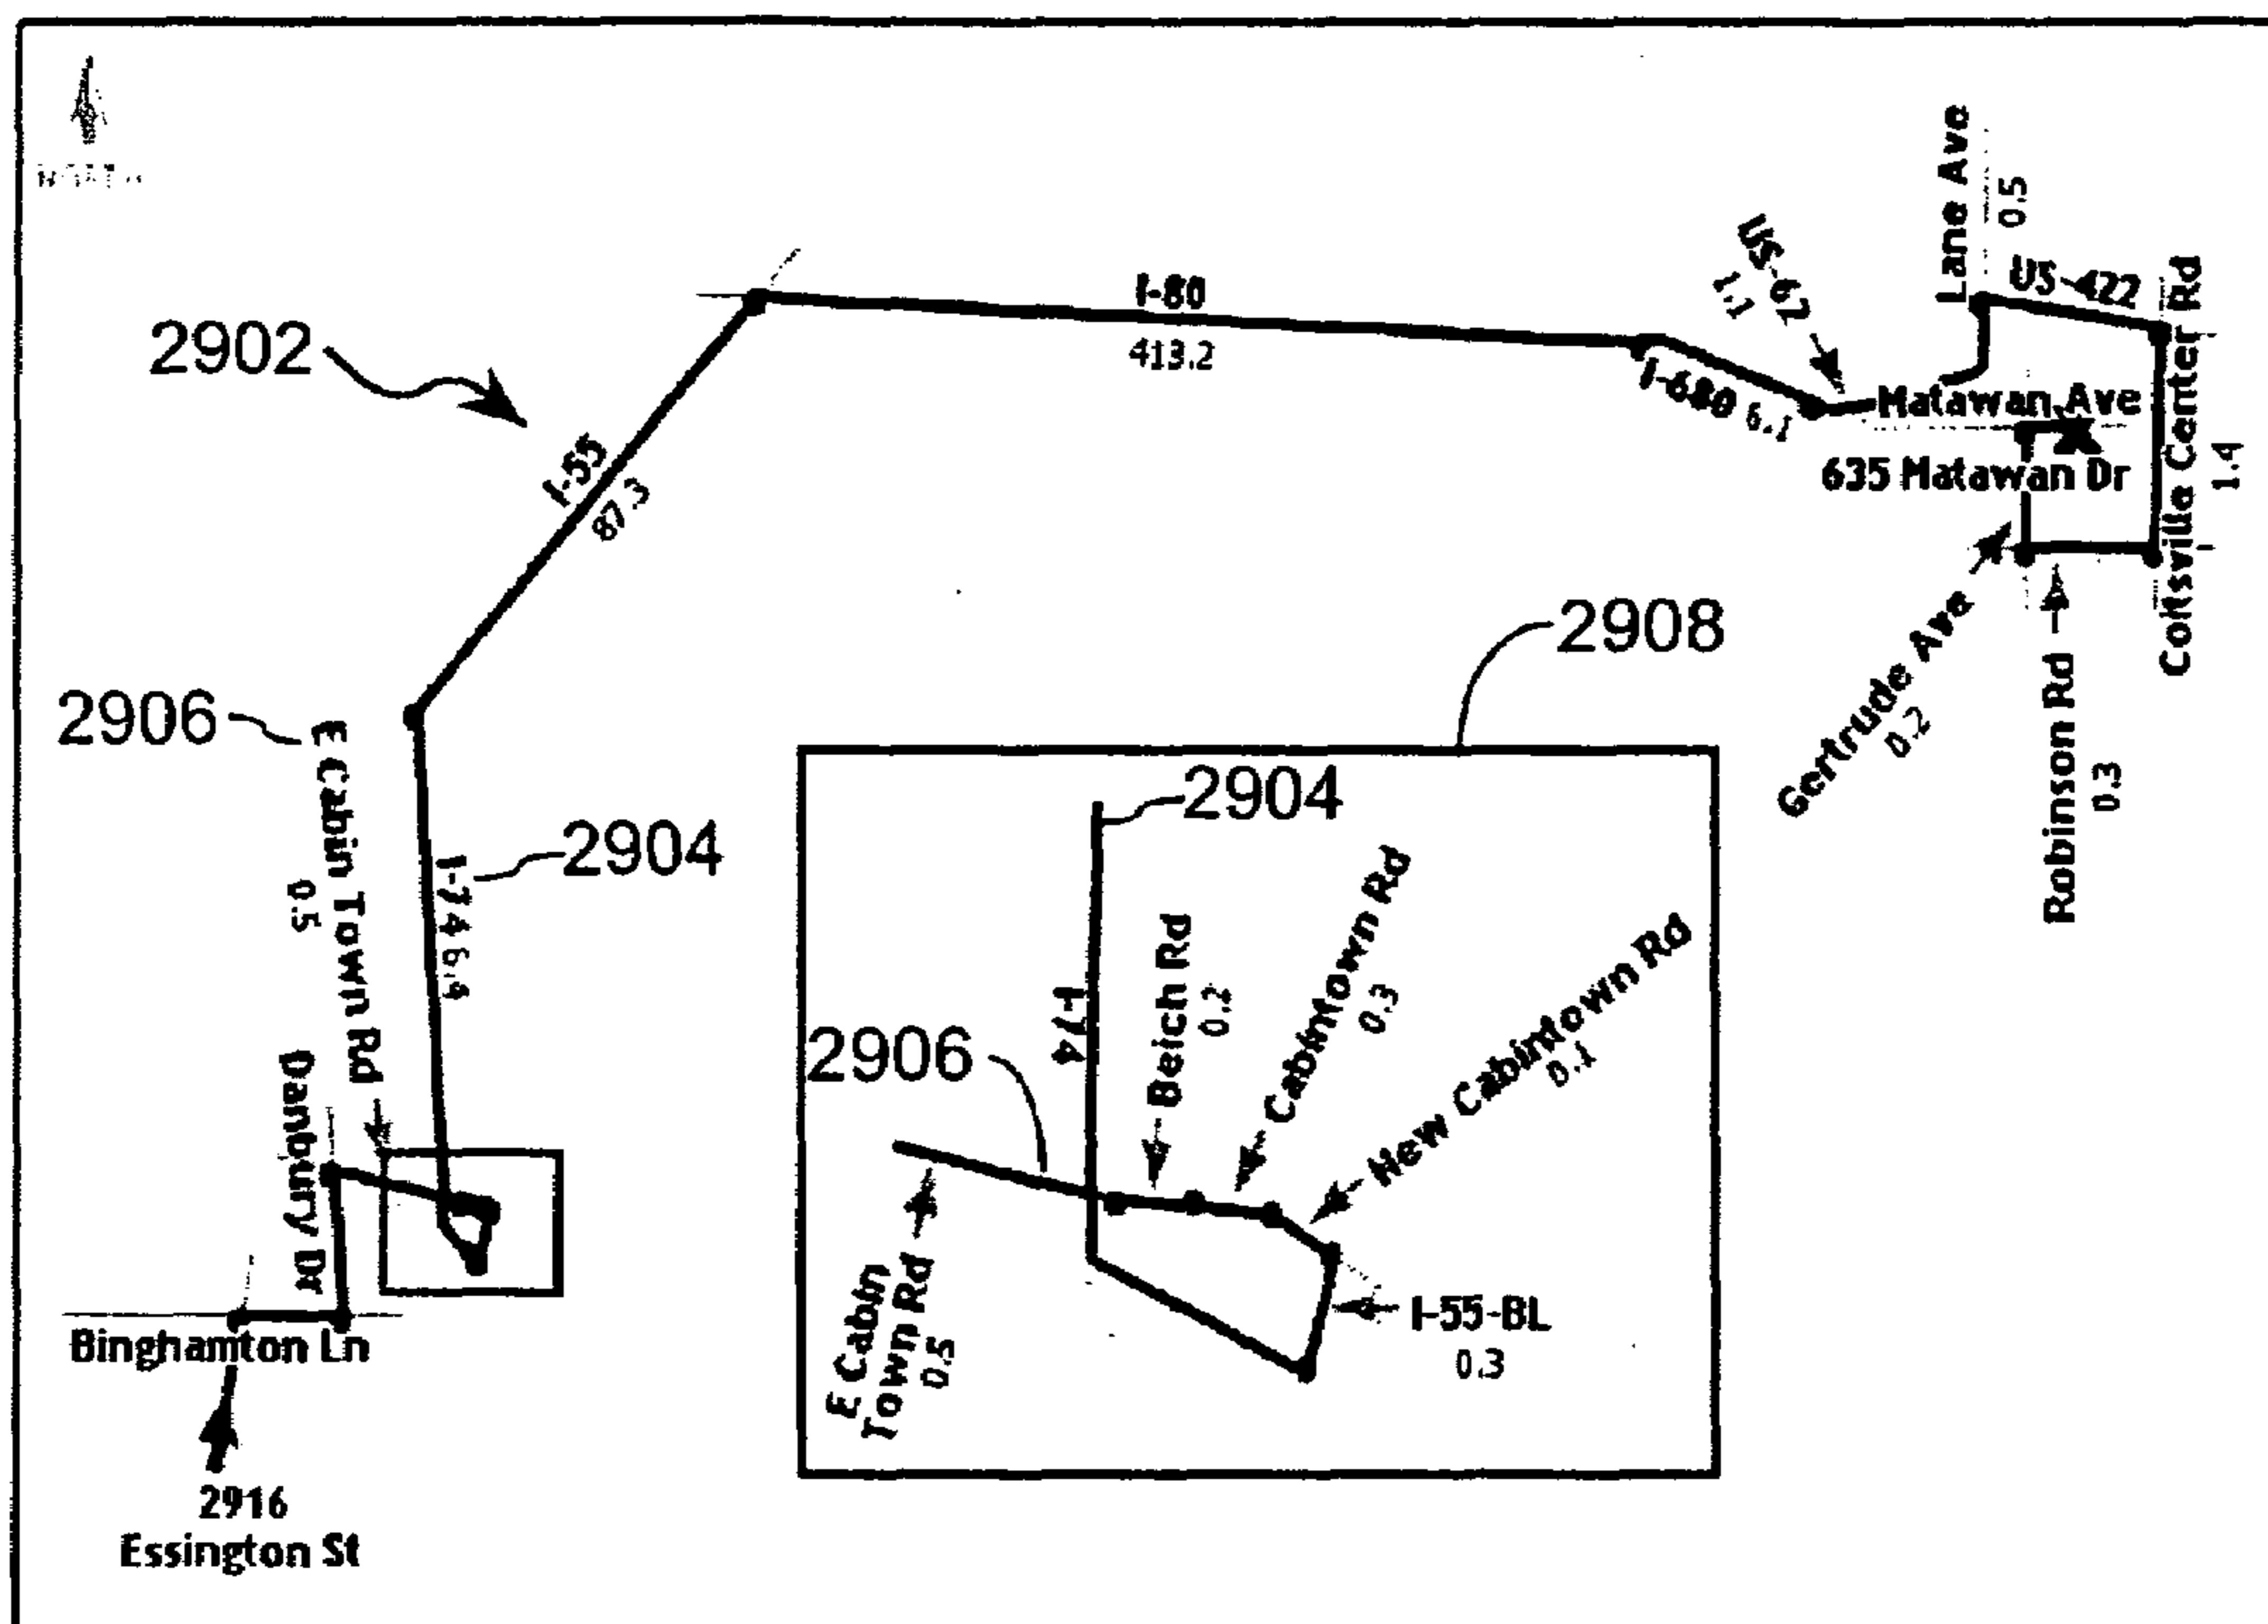 NORTH
Lane Ave
0.5
US-62
1.1
US-422
I-80
413.2
2902
I-680 6.1
Matawan Ave
635 Matawan Dr
Coitsville Center Rd
1.4
I-55
87.3
2908
Gertrude Ave
0.2
Robinson Rd
0.3
2906
E Cabin Town Rd
0.5
2904
I-74 6.4
2904
Beich Rd
0.2
Cabintown Rd
0.3
New Cabintown Rd
0.1
I-74
2906
Danbury Dr
E Cabin
Town Rd
0.5
I-55-BL
0.3
Binghamton Ln
2916
Essington St